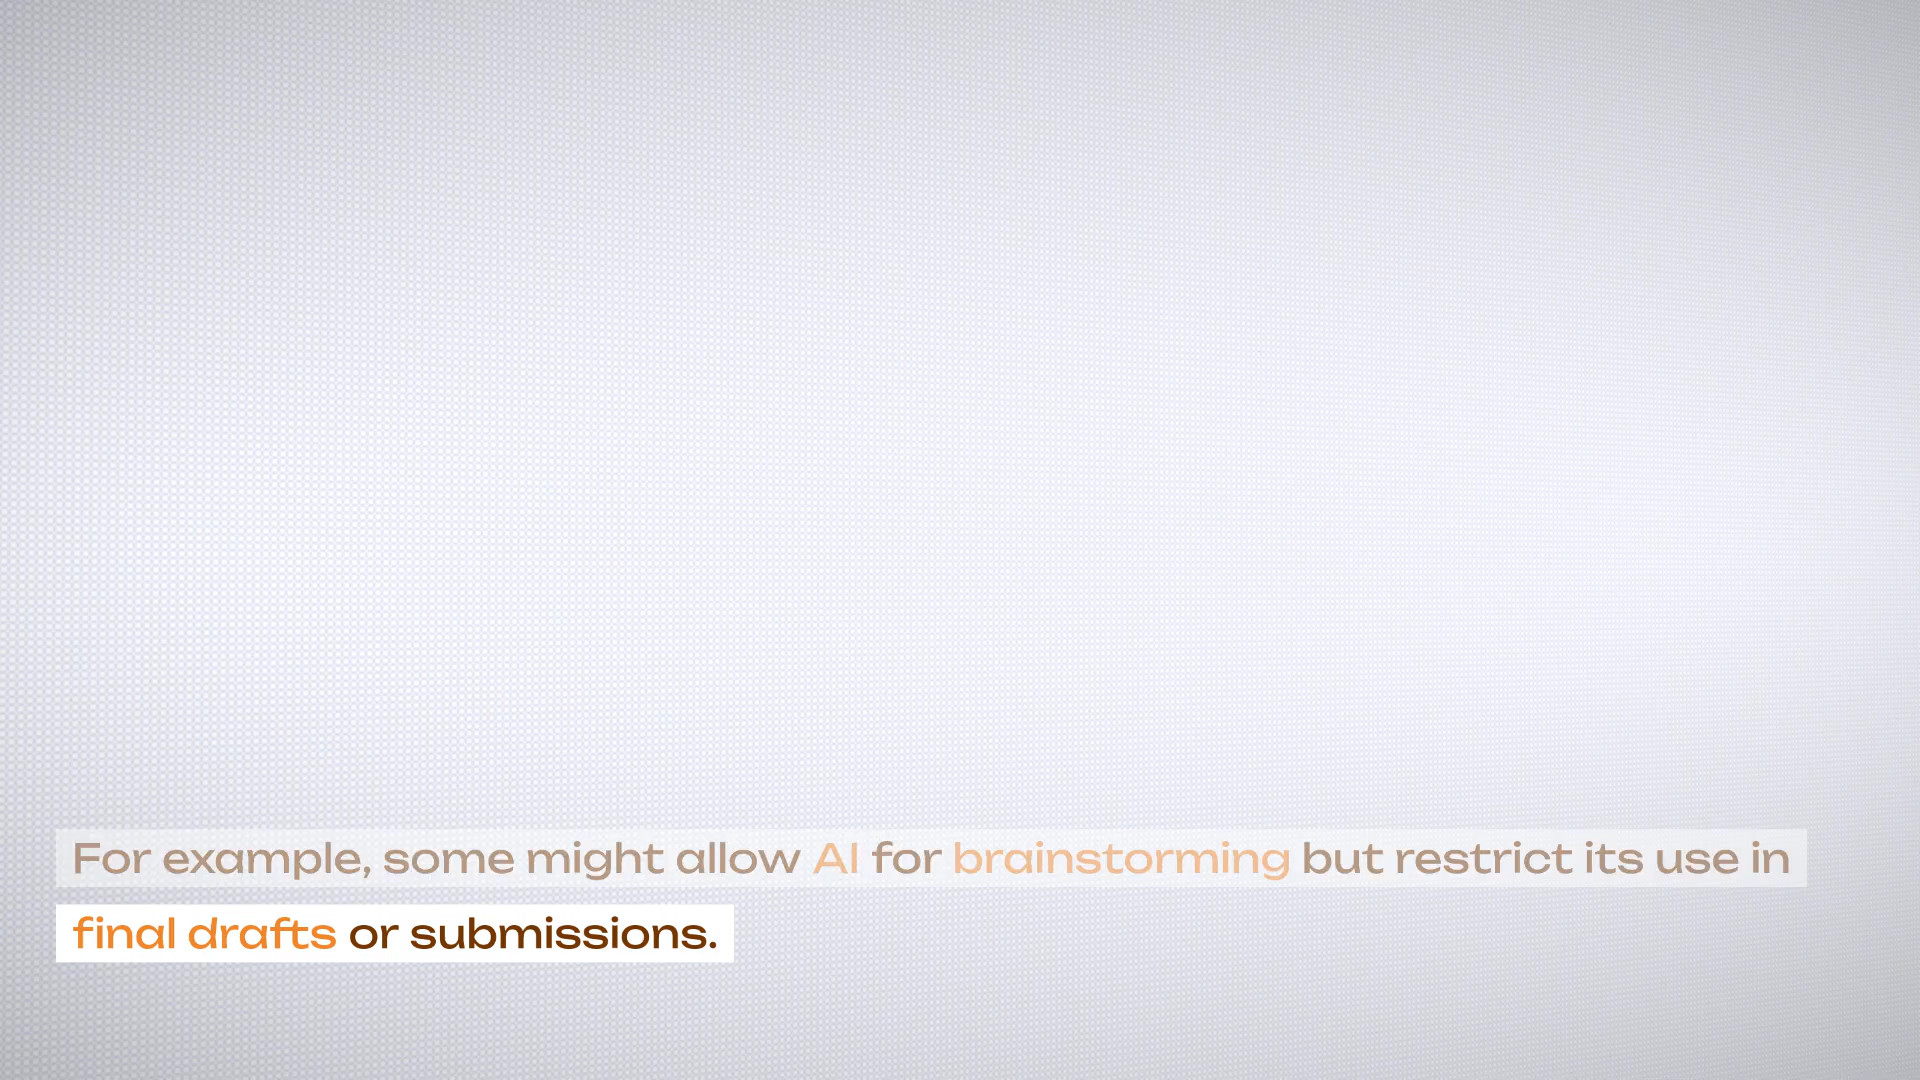 For example, some might allow AI for brainstorming but restrict its use in
final drafts or submissions.